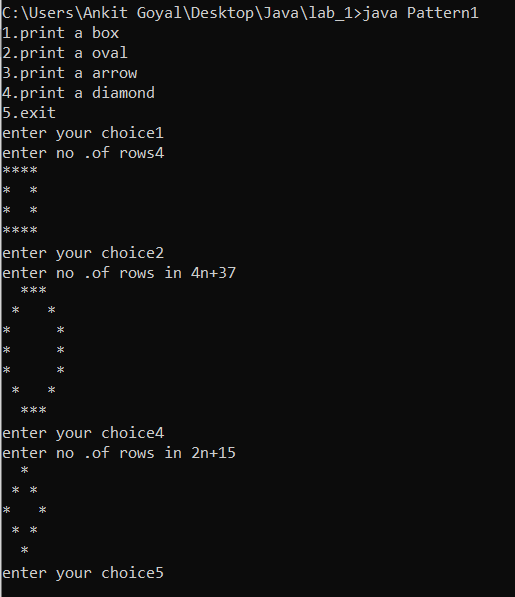 C:\Users\Ankit Goyal\Desktop\Java\lab_1>java Pattern1
1.print a box
2.print a oval
3.print a arrow
4.print a diamond
5.exit
enter your choice1
enter no .of rows4
****
*  *
*  *
****
enter your choice2
enter no .of rows in 4n+37
  ***
 *   *
*     *
*     *
*     *
 *   *
  ***
enter your choice4
enter no .of rows in 2n+15
  *
 * *
*   *
 * *
  *
enter your choice5